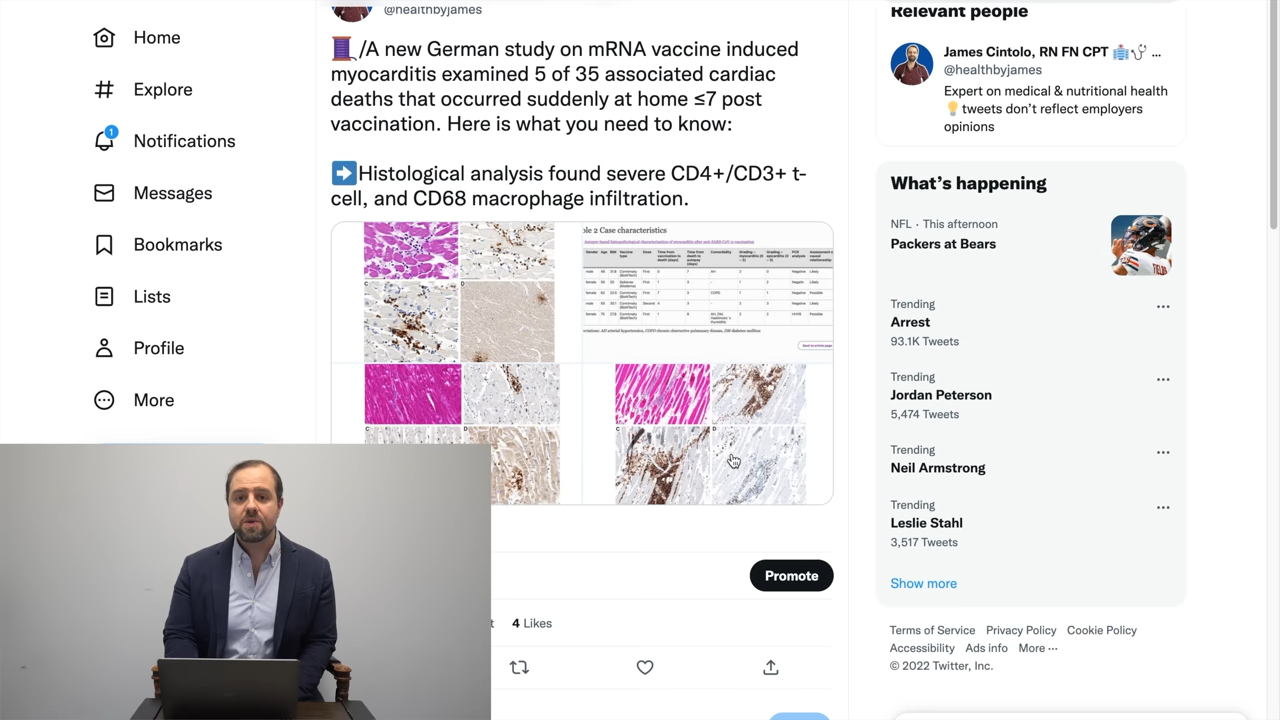 Home
Explore
1
Notifications
Messages
Bookmarks
Lists
Profile
More
@healthbyjames
/A new German study on mRNA vaccine induced
myocarditis examined 5 of 35 associated cardiac
deaths that occurred suddenly at home ≤7 post
vaccination. Here is what you need to know:
Histological analysis found severe CD4+/CD3+ t-
cell, and CD68 macrophage infiltration.
ble 2 Case characteristics
C
D
C
D
C
D
Promote
t 4 Likes
Relevant people
James Cintolo, RN FN CPT 🏥🩺 ...
@healthbyjames
Expert on medical & nutritional health
💡tweets don’t reflect employers
opinions
What’s happening
NFL · This afternoon
Packers at Bears
Trending
Arrest
93.1K Tweets
Trending
Jordan Peterson
5,474 Tweets
Trending
Neil Armstrong
Trending
Leslie Stahl
3,517 Tweets
Show more
Terms of Service Privacy Policy Cookie Policy
Accessibility Ads info More ···
© 2022 Twitter, Inc.